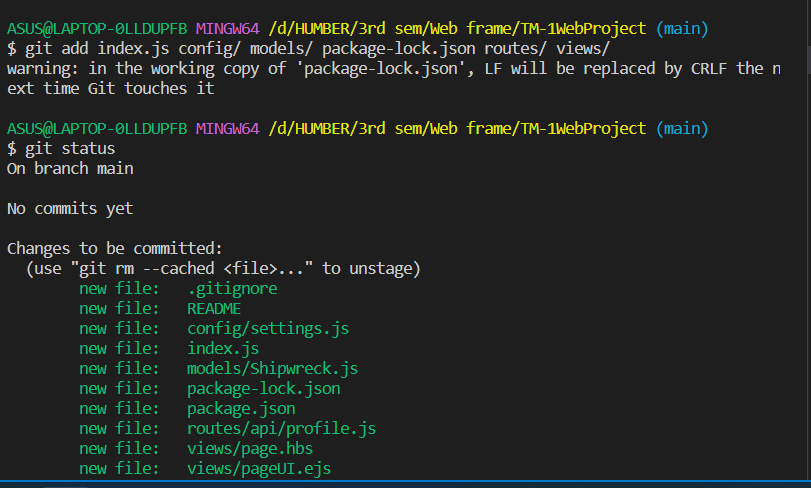 ASUS@LAPTOP-0LLDUPFB MINGW64 /d/HUMBER/3rd sem/Web frame/TM-1WebProject (main)
$ git add index.js config/ models/ package-lock.json routes/ views/
warning: in the working copy of 'package-lock.json', LF will be replaced by CRLF the n
ext time Git touches it
ASUS@LAPTOP-0LLDUPFB MINGW64 /d/HUMBER/3rd sem/Web frame/TM-1WebProject (main)
$ git status
On branch main
No commits yet
Changes to be committed:
  (use "git rm --cached <file>..." to unstage)
        new file:   .gitignore
        new file:   README
        new file:   config/settings.js
        new file:   index.js
        new file:   models/Shipwreck.js
        new file:   package-lock.json
        new file:   package.json
        new file:   routes/api/profile.js
        new file:   views/page.hbs
        new file:   views/pageUI.ejs